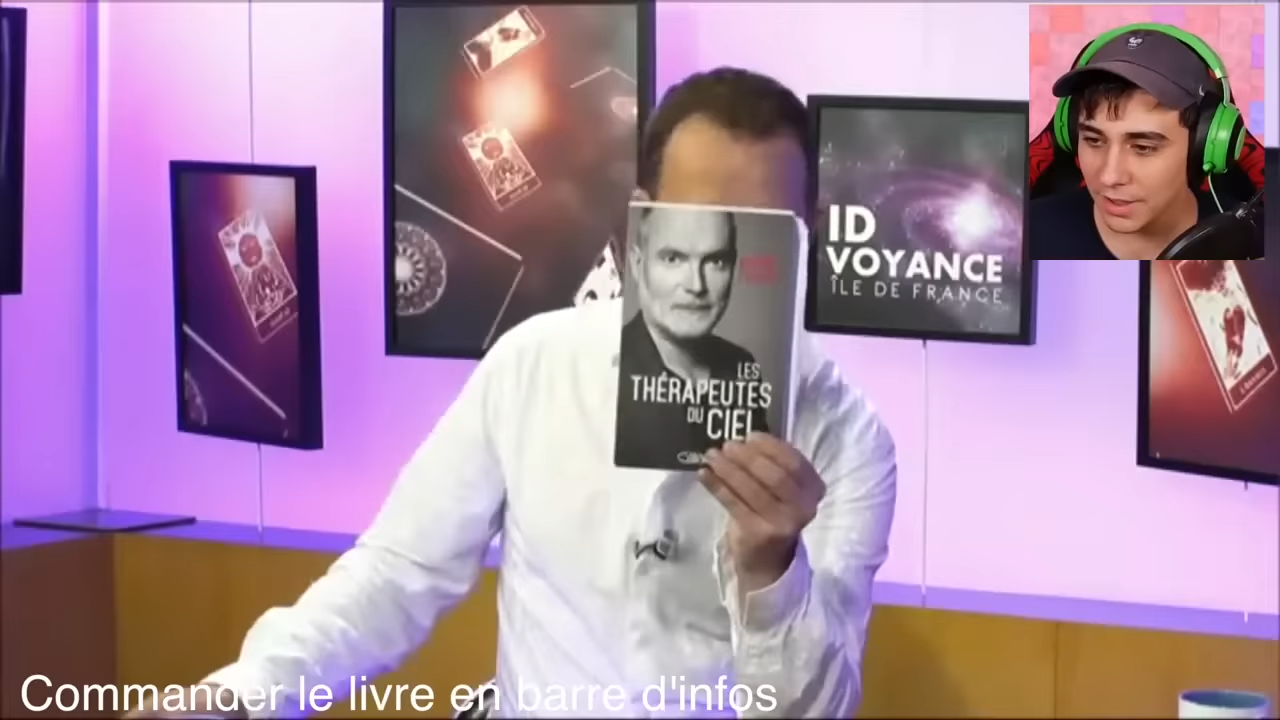 ID
VOYANCE
ÎLE DE FRANCE
LES
THÉRAPEUTES
DU CIEL
Commander le livre en barre d'infos